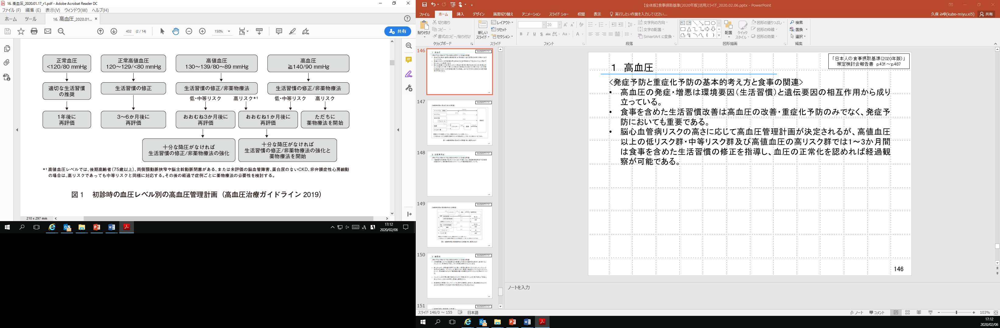 16. 高血圧_2020.01.17_r1.pdf - Adobe Acrobat Reader DC
ファイル(F) 編集(E) 表示(V) ウィンドウ(W) ヘルプ(H)
ホーム ツール 16. 高血圧_2020.01... ×
432 (2 / 14) 150% 共有
正常血圧
<120/80 mmHg
正常高値血圧
120～129/<80 mmHg
高値血圧
130～139/80～89 mmHg
高血圧
≧140/90 mmHg
適切な生活習慣
の推奨
生活習慣の修正
生活習慣の修正/非薬物療法
生活習慣の修正/非薬物療法
低・中等リスク 高リスク*1 低・中等リスク 高リスク
1年後に
再評価
3～6か月後に
再評価
おおむね3か月後に
再評価
おおむね1か月後に
再評価
ただちに
薬物療法を開始
十分な降圧がなければ
生活習慣の修正/非薬物療法の強化
十分な降圧がなければ
生活習慣の修正/非薬物療法の強化と
薬物療法を開始
*1 高値血圧レベルでは、後期高齢者(75歳以上)、両側頸動脈狭窄や脳主幹動脈閉塞がある、または未評価の脳血管障害、蛋白尿のないCKD、非弁膜症性心房細動
の場合は、高リスクであっても中等リスクと同様に対応する。その後の経過で症例ごとに薬物療法の必要性を検討する。
図1 初診時の血圧レベル別の高血圧管理計画（高血圧治療ガイドライン 2019）
210 x 297 mm
17:12
2020/02/06
【全体版】食事摂取基準(2020年版)活用スライド_2020.02.06.pptx - PowerPoint
ファイル ホーム 挿入 デザイン 画面切り替え アニメーション スライド ショー 校閲 表示 実行したい作業を入力してください... 久保 みゆ(kubo-miyu.xl5) 共有
貼り付け
切り取り
コピー
書式のコピー/貼り付け
クリップボード
新しい
スライド
レイアウト
リセット
セクション
スライド
20
フォント
文字列の方向
文字の配置
SmartArt に変換
段落
配置
クイック
スタイル
図形の塗りつぶし
図形の枠線
図形の効果
図形描画
検索
置換
選択
編集
146
147
148
149
150
151
「日本人の食事摂取基準(2020年版)」
策定検討会報告書 p.431～p.487
1 高血圧
<発症予防と重症化予防の基本的考え方と食事の関連>
• 高血圧の発症・増悪は環境要因(生活習慣)と遺伝要因の相互作用から成り
立っている。
• 食事を含めた生活習慣改善は高血圧の改善・重症化予防のみでなく、発症予
防においても重要である。
• 脳心血管病リスクの高さに応じて高血圧管理計画が決定されるが、高値血圧
以上の低リスク群・中等リスク群及び高値血圧の高リスク群では1～3か月間
は食事を含めた生活習慣の修正を指導し、血圧の正常化を認めれば経過観
察が可能である。
146
ノートを入力
スライド 146/0 ～ 155 日本語 ノート コメント 103%
17:12
2020/02/06